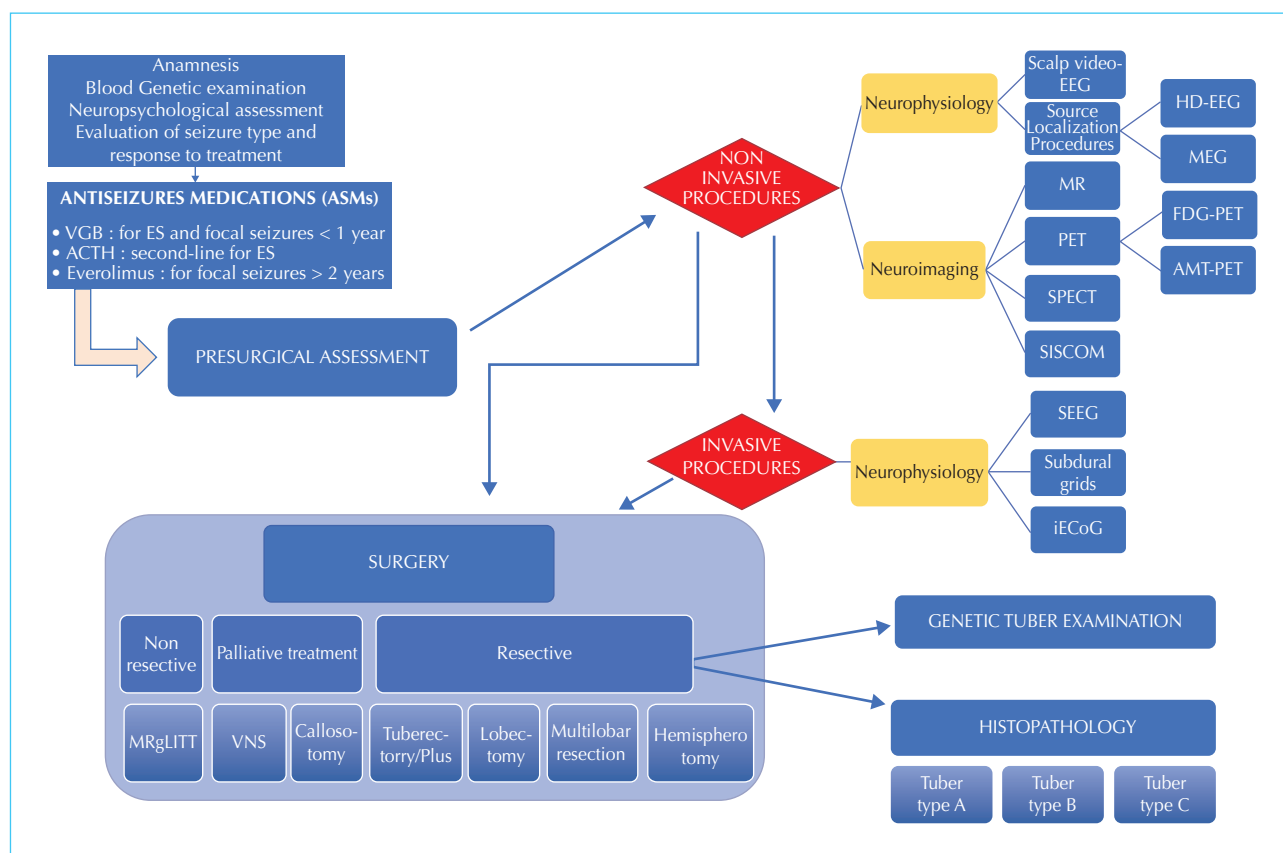 Anamnesis
Blood Genetic examination
Neuropsychological assessment
Evaluation of seizure type and
response to treatment
ANTISEIZURES MEDICATIONS (ASMs)
• VGB : for ES and focal seizures < 1 year
• ACTH : second-line for ES
• Everolimus : for focal seizures > 2 years
PRESURGICAL ASSESSMENT
NON
INVASIVE
PROCEDURES
Neurophysiology
Scalp video-
EEG
Source
Localization
Procedures
HD-EEG
MEG
Neuroimaging
MR
PET
FDG-PET
AMT-PET
SPECT
SISCOM
INVASIVE
PROCEDURES
Neurophysiology
SEEG
Subdural
grids
iECoG
SURGERY
Non
resective
Palliative treatment
Resective
MRgLITT
VNS
Calloso-
tomy
Tuberec-
torry/Plus
Lobec-
tomy
Multilobar
resection
Hemisphero
tomy
GENETIC TUBER EXAMINATION
HISTOPATHOLOGY
Tuber
type A
Tuber
type B
Tuber
type C